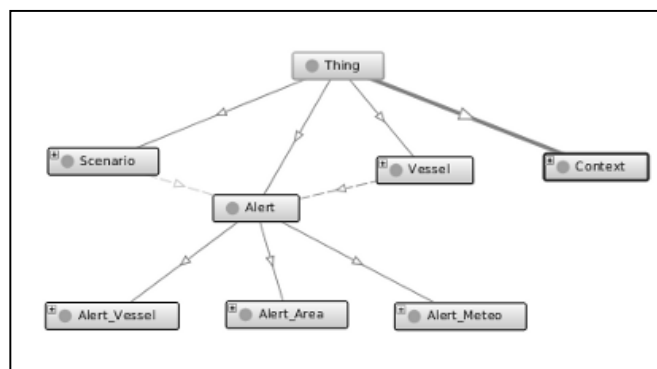 Thing
Scenario
Vessel
Context
Alert
Alert_Vessel
Alert_Area
Alert_Meteo